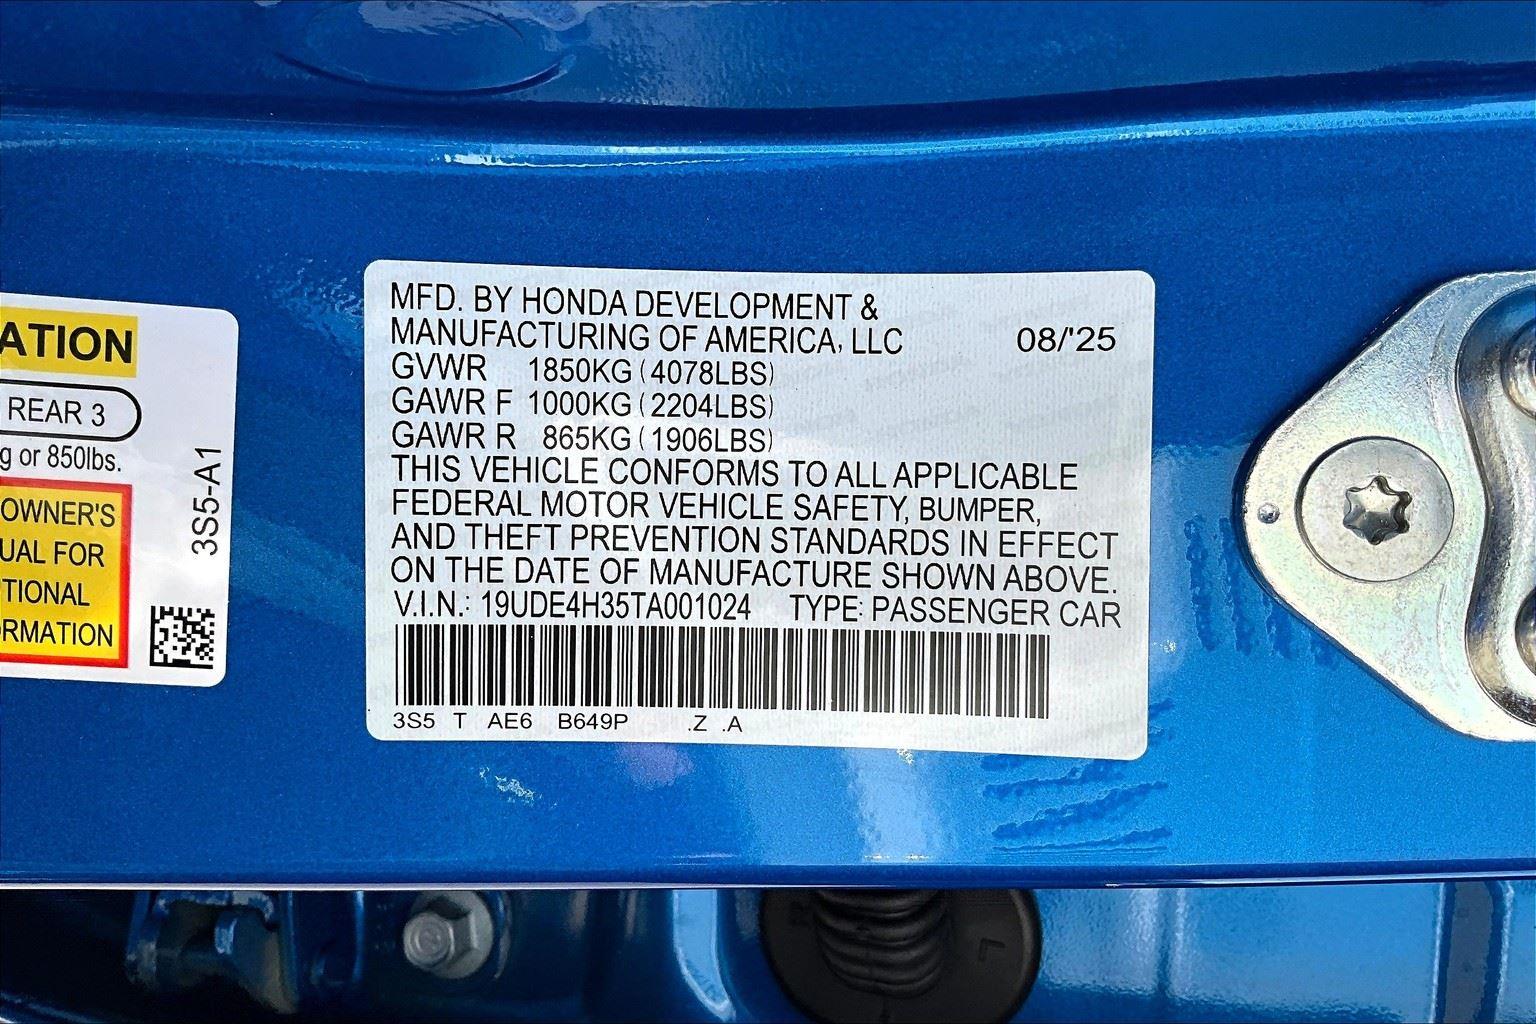 ATION
REAR 3
g or 850lbs.
OWNER'S
UAL FOR
TIONAL
ORMATION
3S5-A1
MFD. BY HONDA DEVELOPMENT &
MANUFACTURING OF AMERICA, LLC 08/'25
GVWR 1850KG (4078LBS)
GAWR F 1000KG (2204LBS)
GAWR R 865KG (1906LBS)
THIS VEHICLE CONFORMS TO ALL APPLICABLE
FEDERAL MOTOR VEHICLE SAFETY, BUMPER,
AND THEFT PREVENTION STANDARDS IN EFFECT
ON THE DATE OF MANUFACTURE SHOWN ABOVE.
V.I.N.: 19UDE4H35TA001024 TYPE: PASSENGER CAR
3S5 T AE6 B649P .Z .A